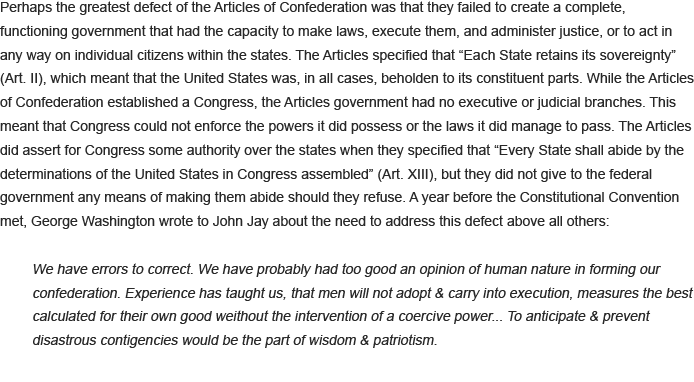 Perhaps the greatest defect of the Articles of Confederation was that they failed to create a complete,
functioning government that had the capacity to make laws, execute them, and administer justice, or to act in
any way on individual citizens within the states. The Articles specified that “Each State retains its sovereignty”
(Art. II), which meant that the United States was, in all cases, beholden to its constituent parts. While the Articles
of Confederation established a Congress, the Articles government had no executive or judicial branches. This
meant that Congress could not enforce the powers it did possess or the laws it did manage to pass. The Articles
did assert for Congress some authority over the states when they specified that “Every State shall abide by the
determinations of the United States in Congress assembled” (Art. XIII), but they did not give to the federal
government any means of making them abide should they refuse. A year before the Constitutional Convention
met, George Washington wrote to John Jay about the need to address this defect above all others:
We have errors to correct. We have probably had too good an opinion of human nature in forming our
confederation. Experience has taught us, that men will not adopt & carry into execution, measures the best
calculated for their own good weithout the intervention of a coercive power... To anticipate & prevent
disastrous contigencies would be the part of wisdom & patriotism.